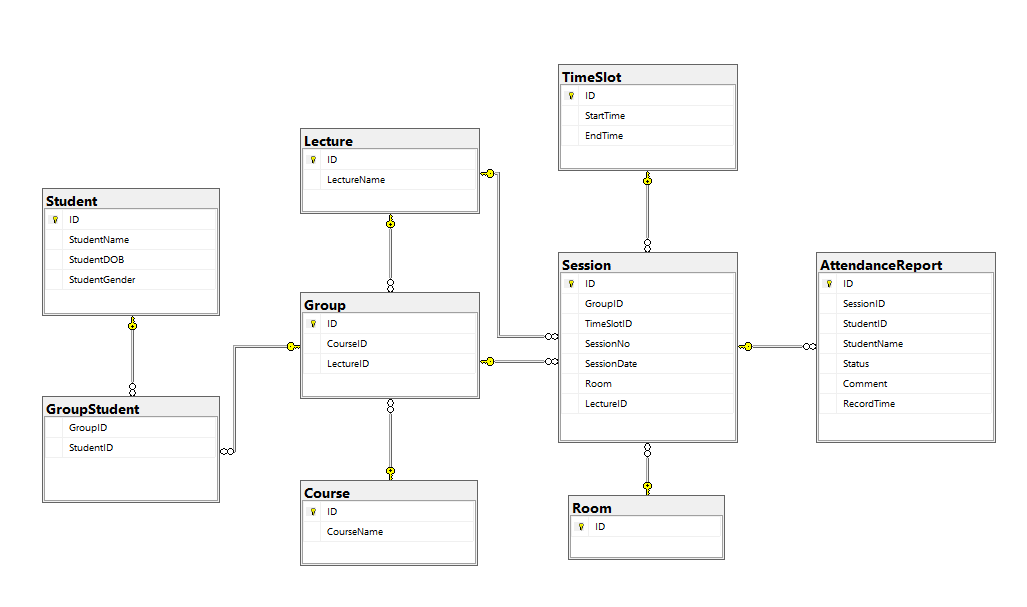 TimeSlot
ID
StartTime
EndTime
Lecture
ID
LectureName
Student
ID
StudentName
StudentDOB
StudentGender
Session
ID
GroupID
TimeSlotID
SessionNo
SessionDate
Room
LectureID
AttendanceReport
ID
SessionID
StudentID
StudentName
Status
Comment
RecordTime
Group
ID
CourseID
LectureID
GroupStudent
GroupID
StudentID
Course
ID
CourseName
Room
ID